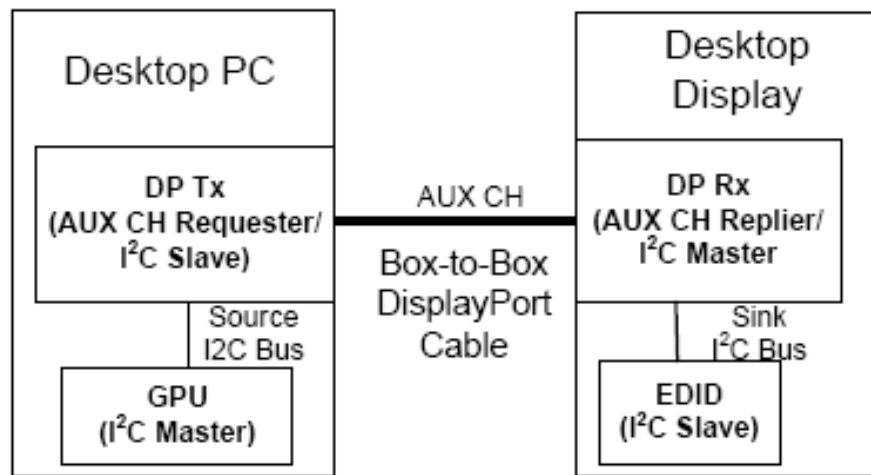 Desktop PC
DP Tx
(AUX CH Requester/
I²C Slave)
Source
I2C Bus
GPU
(I²C Master)
AUX CH
Box-to-Box
DisplayPort
Cable
Desktop
Display
DP Rx
(AUX CH Replier/
I²C Master
Sink
I²C Bus
EDID
(I²C Slave)